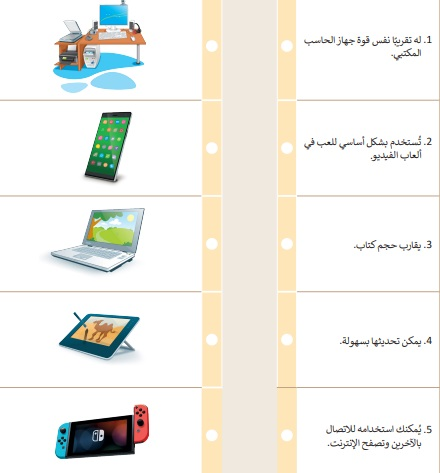 1. له تقريبًا نفس قوة جهاز الحاسب
المكتبي.
2. تُستخدم بشكل أساسي للعب في
ألعاب الفيديو.
3. يقارب حجم كتاب.
4. يمكن تحديثها بسهولة.
5. يُمكنك استخدامه للاتصال
بالآخرين وتصفح الإنترنت.